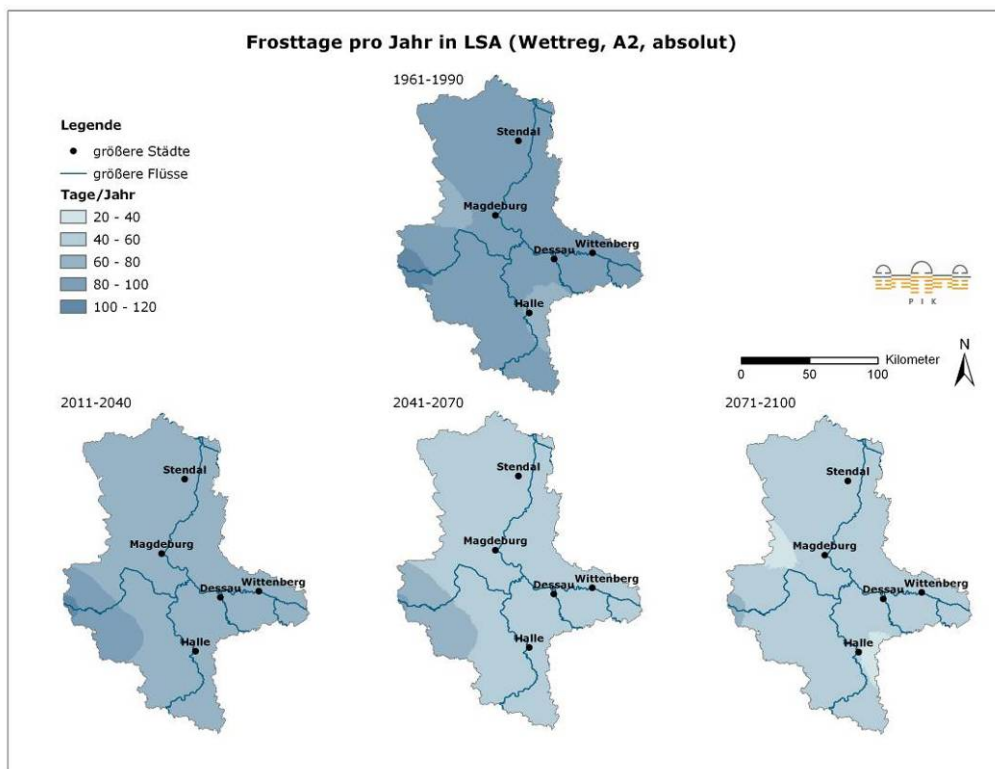 Frosttage pro Jahr in LSA (Wettreg, A2, absolut)
1961-1990
Legende
größere Städte
größere Flüsse
Tage/Jahr
20 - 40
40 - 60
60 - 80
80 - 100
100 - 120
Stendal
Magdeburg
Dessau
Wittenberg
Halle
P I K
N
Kilometer
0 50 100
2011-2040
Stendal
Magdeburg
Dessau
Wittenberg
Halle
2041-2070
Stendal
Magdeburg
Dessau
Wittenberg
Halle
2071-2100
Stendal
Magdeburg
Dessau
Wittenberg
Halle